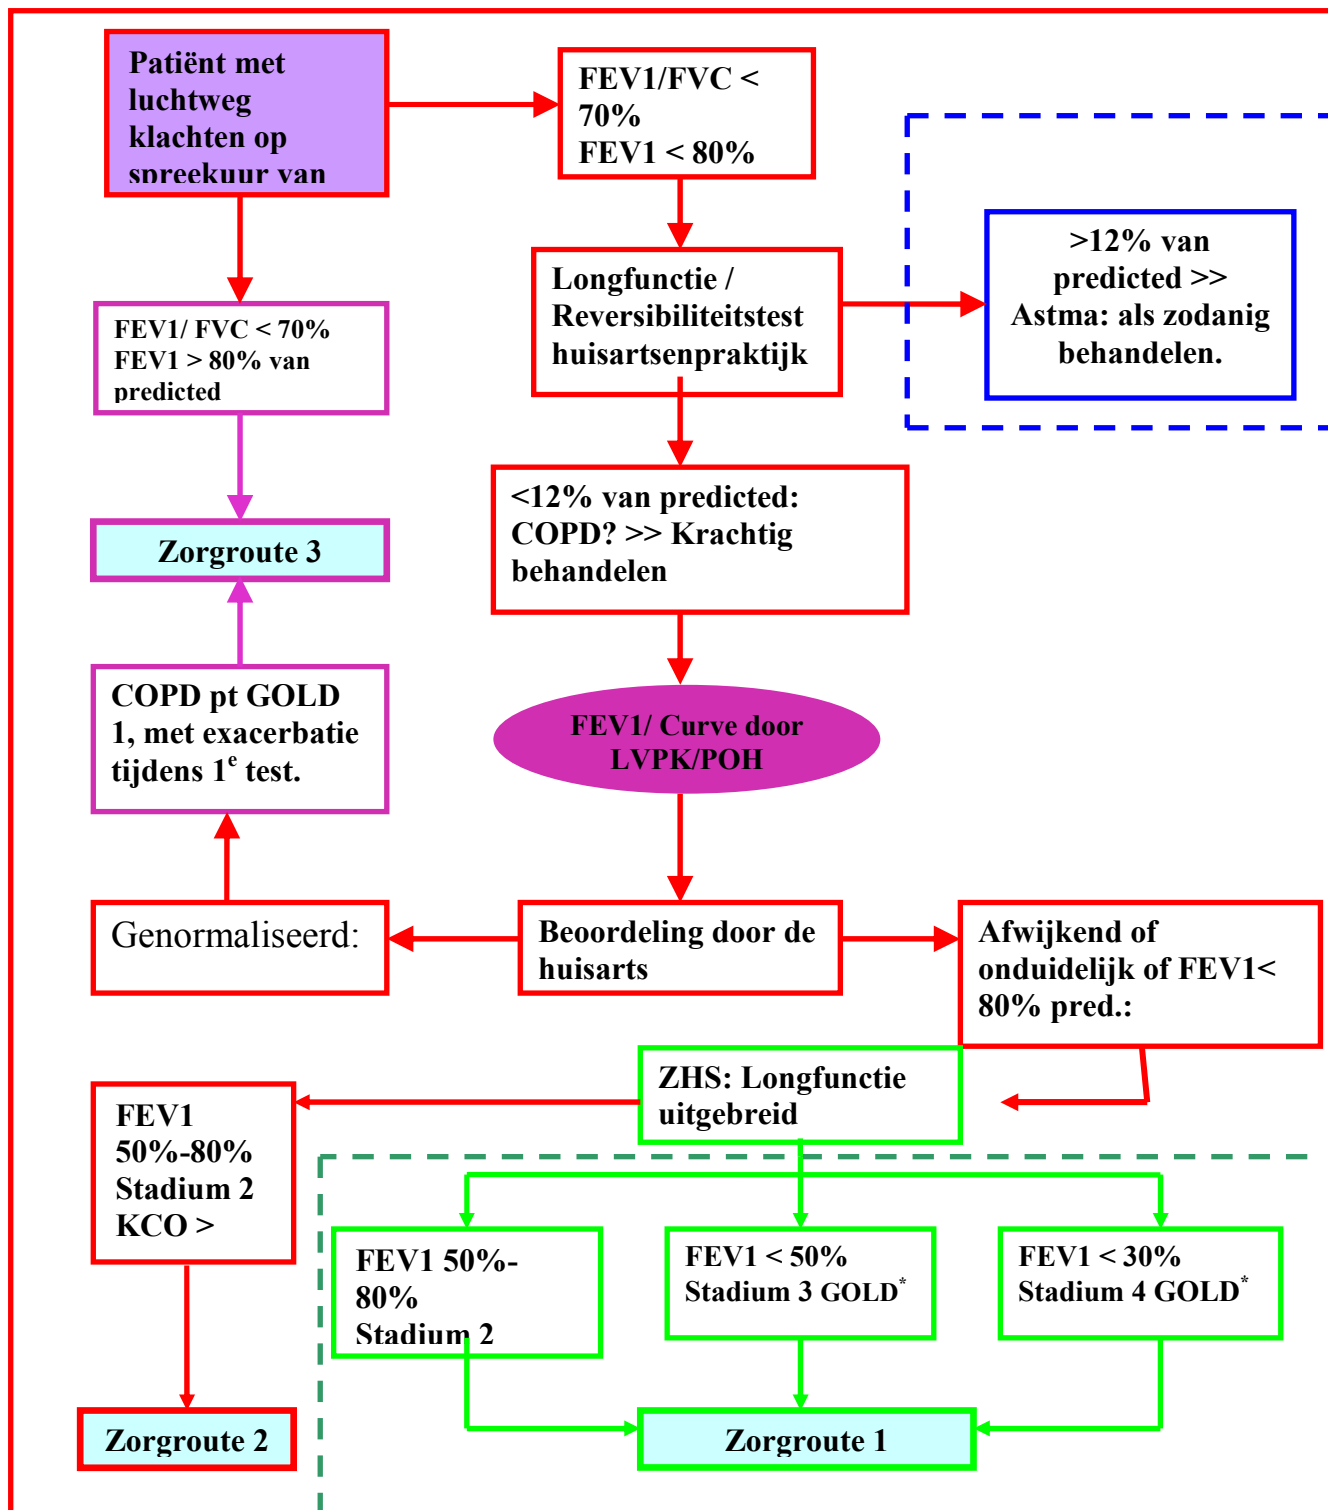 Patiënt met
luchtweg
klachten op
spreekuur van
FEV1/FVC <
70%
FEV1 < 80%
>12% van
predicted >>
Astma: als zodanig
behandelen.
Longfunctie /
Reversibiliteitstest
huisartsenpraktijk
FEV1/ FVC < 70%
FEV1 > 80% van
predicted
<12% van predicted:
COPD? >> Krachtig
behandelen
Zorgroute 3
COPD pt GOLD
1, met exacerbatie
tijdens 1e test.
FEV1/ Curve door
LVPK/POH
Genormaliseerd:
Beoordeling door de
huisarts
Afwijkend of
onduidelijk of FEV1<
80% pred.:
ZHS: Longfunctie
uitgebreid
FEV1
50%-80%
Stadium 2
KCO >
FEV1 50%-
80%
Stadium 2
FEV1 < 50%
Stadium 3 GOLD*
FEV1 < 30%
Stadium 4 GOLD*
Zorgroute 2
Zorgroute 1